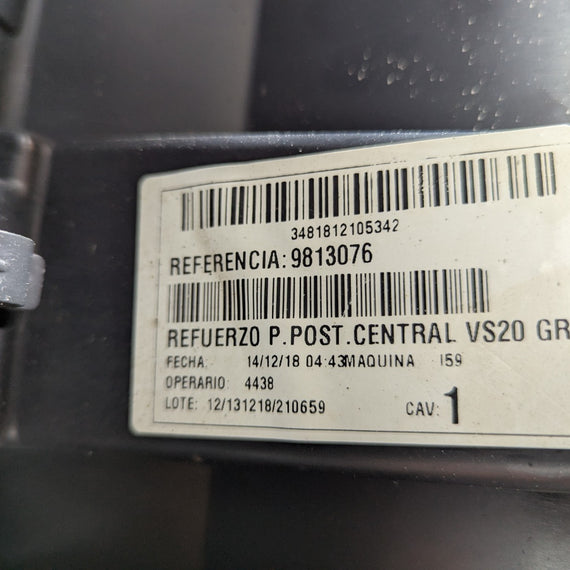 3481812105342
REFERENCIA: 9813076
REFUERZO P.POST.CENTRAL VS20 GR
FECHA: 14/12/18 04:43 MAQUINA I59
OPERARIO 4438
LOTE: 12/131218/210659 CAV: 1